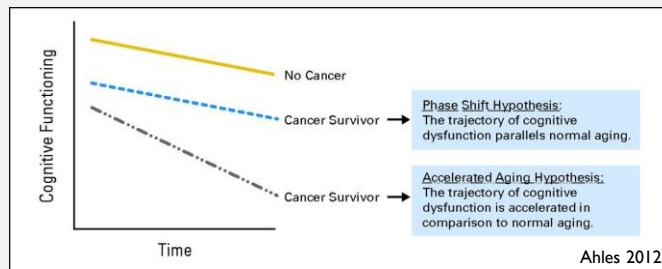 Cognitive Functioning
No Cancer
Cancer Survivor
Phase Shift Hypothesis:
The trajectory of cognitive
dysfunction parallels normal aging.
Cancer Survivor
Accelerated Aging Hypothesis:
The trajectory of cognitive
dysfunction is accelerated in
comparison to normal aging.
Time
Ahles 2012